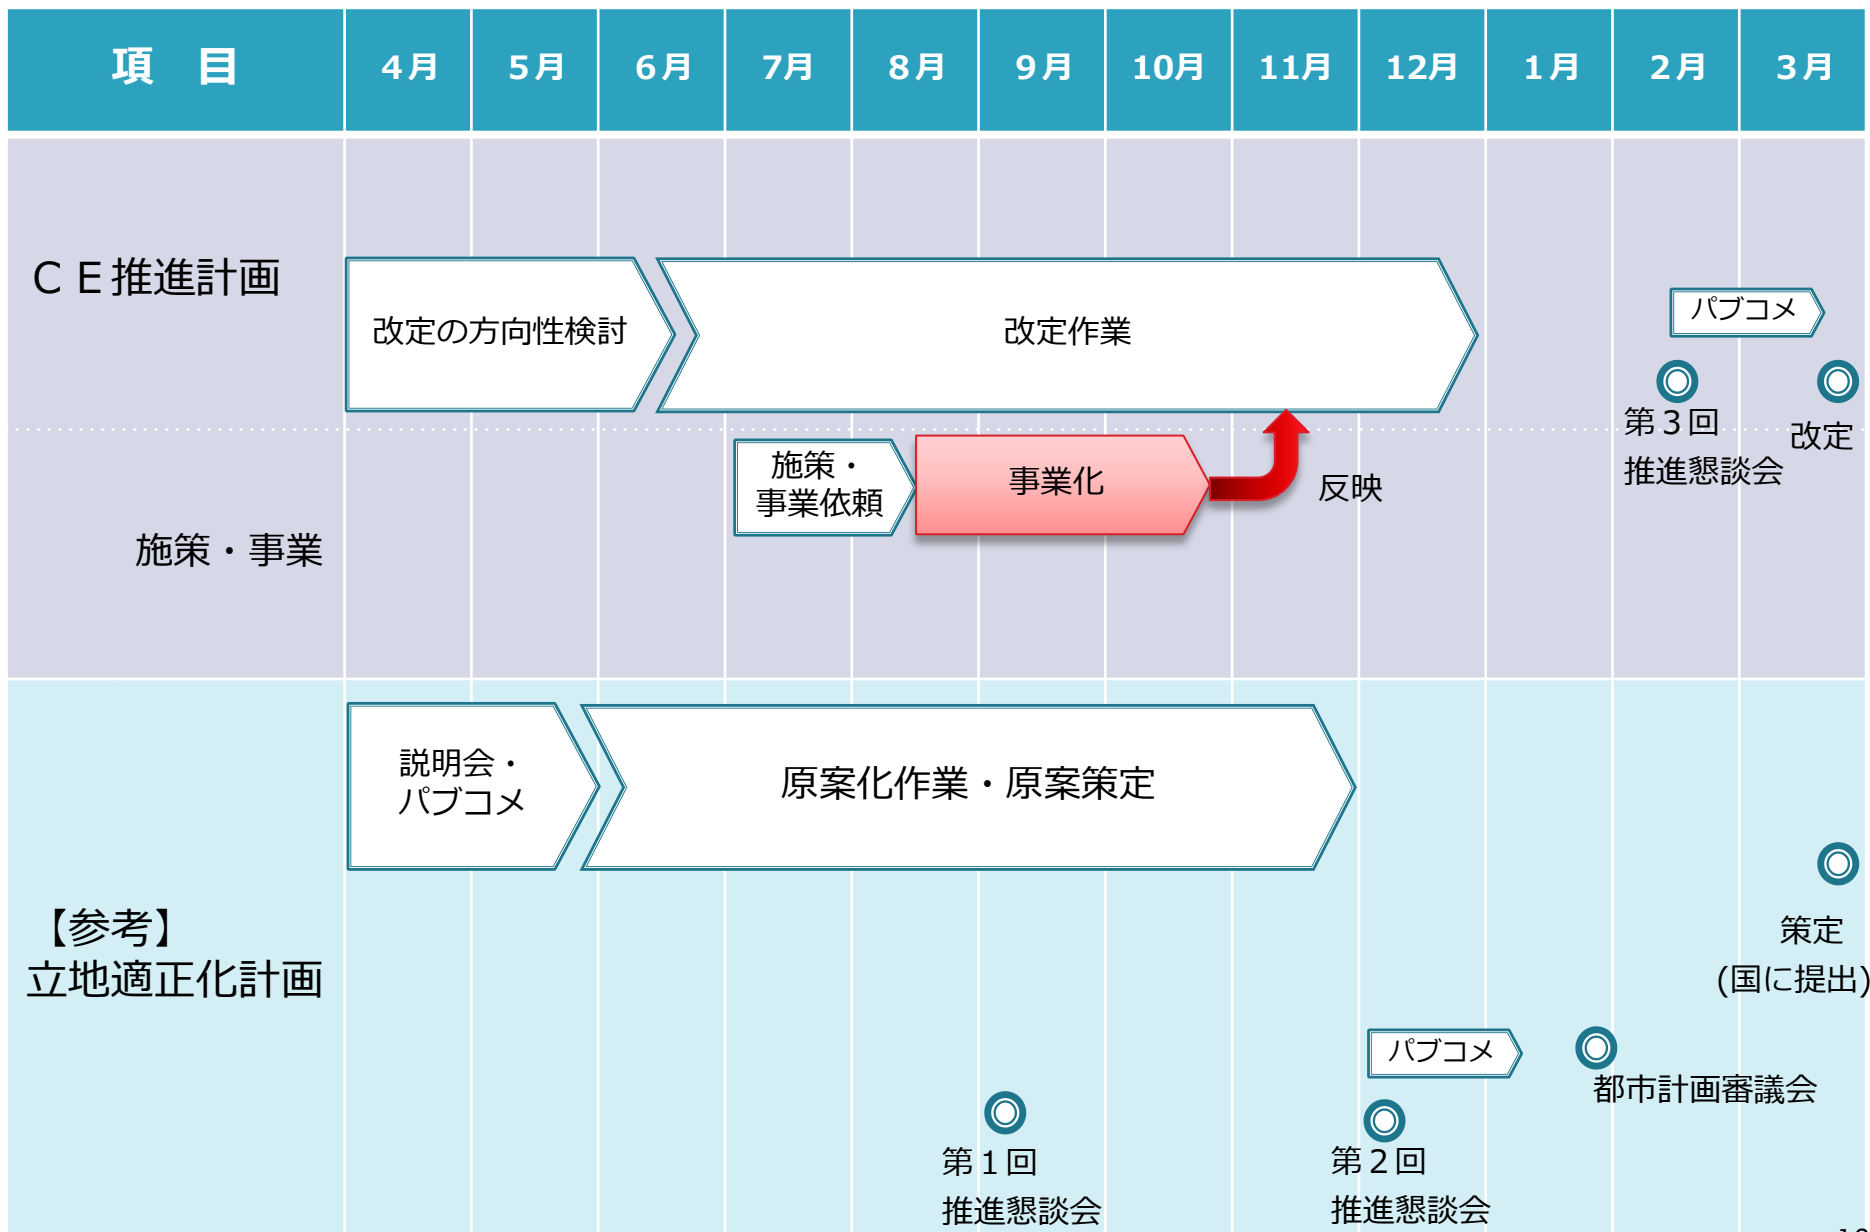 項　目
４月
５月
６月
7月
８月
９月
10月
11月
12月
１月
２月
３月
ＣＥ推進計画
改定の方向性検討
改定作業
パブコメ
第３回
推進懇談会
改定
施策・事業
施策・
事業依頼
事業化
反映
【参考】
立地適正化計画
説明会・
パブコメ
原案化作業・原案策定
策定
(国に提出)
パブコメ
都市計画審議会
第１回
推進懇談会
第２回
推進懇談会